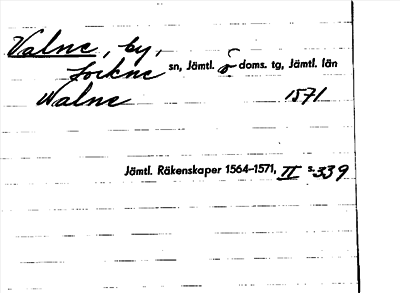 Valne, by,
Lockne sn, Jämtl. ö doms. tg, Jämtl. län
Walne 1571
Jämtl. Räkenskaper 1564–1571, II s. 339